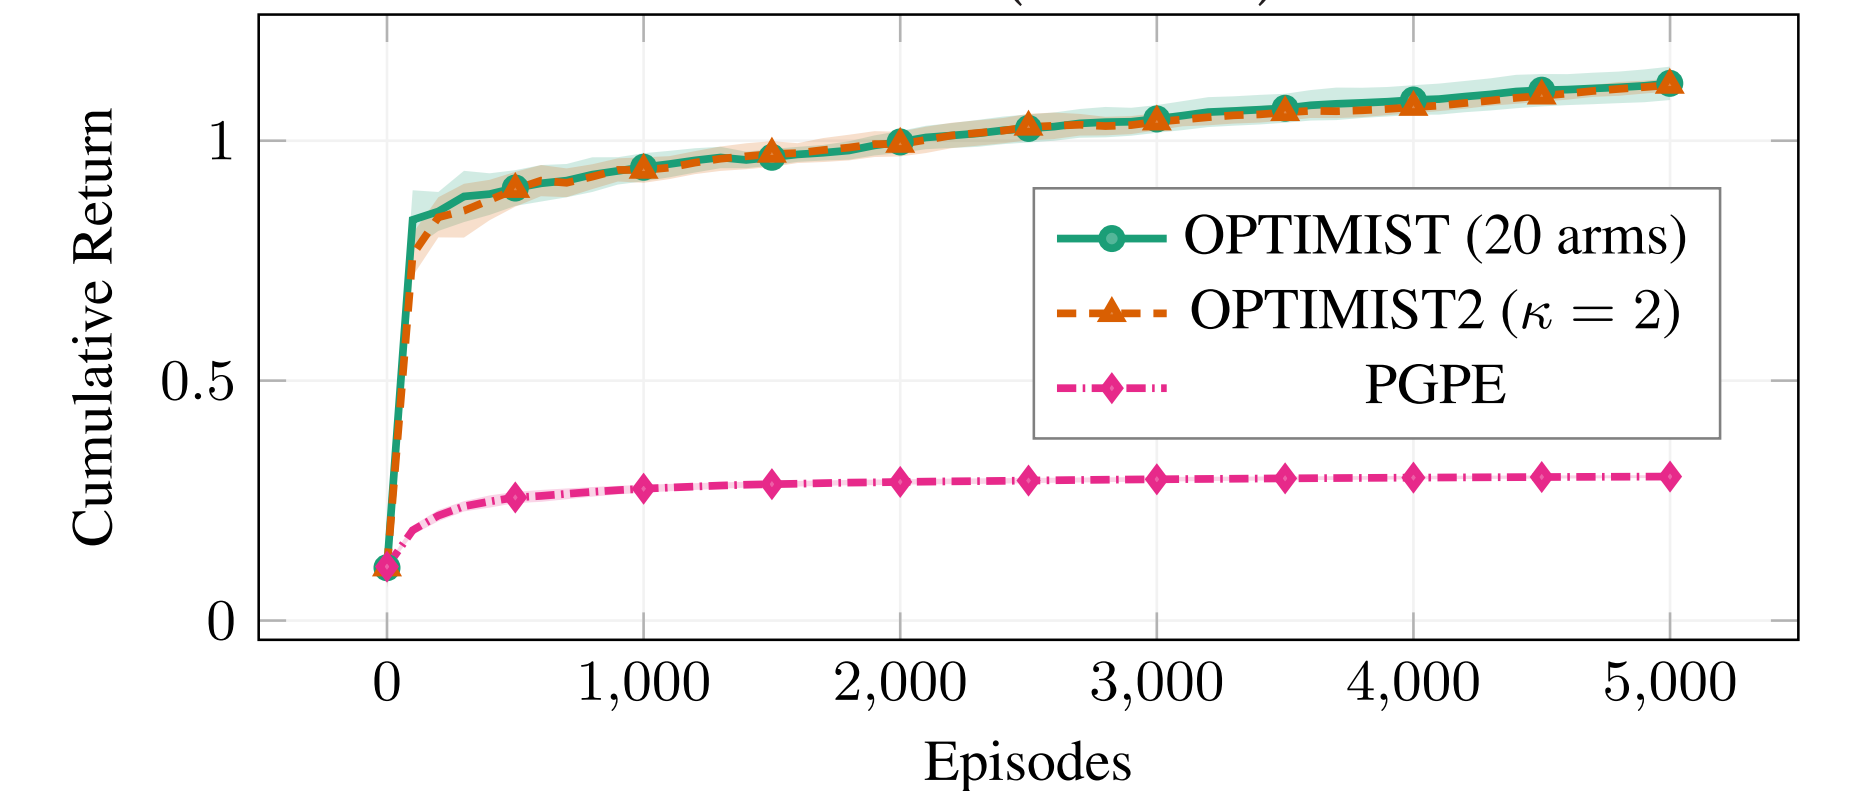 Cumulative Return
1
0.5
0
OPTIMIST (20 arms)
OPTIMIST2 (κ = 2)
PGPE
0 1,000 2,000 3,000 4,000 5,000
Episodes